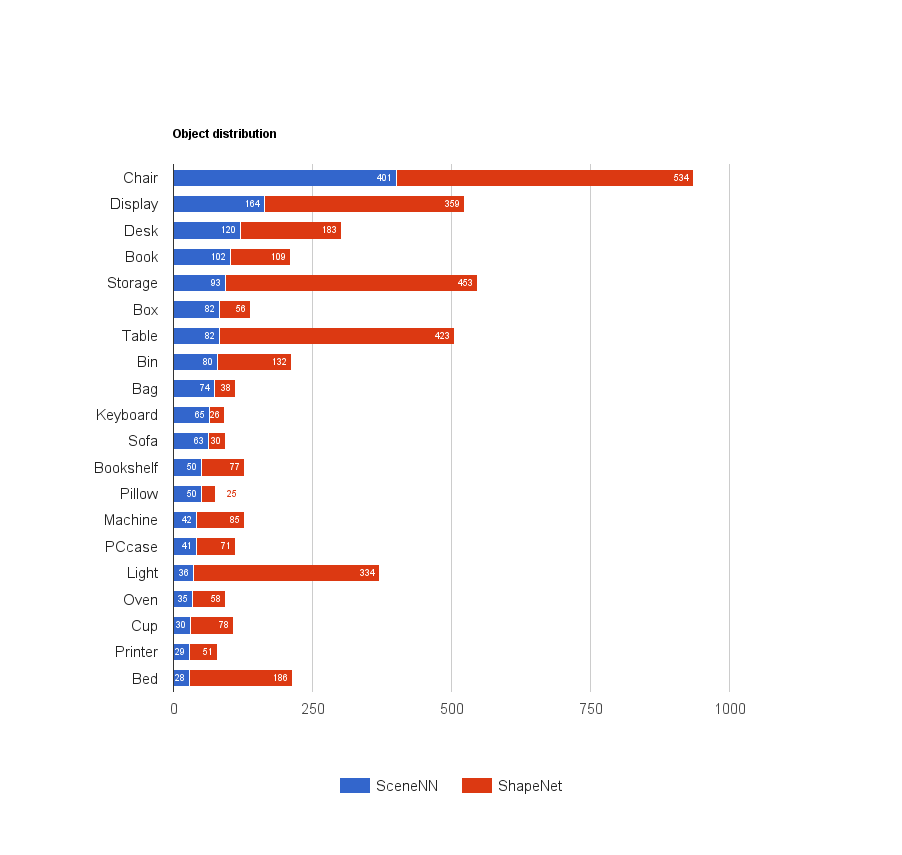 Object distribution
Chair 401 534
Display 164 359
Desk 120 183
Book 102 109
Storage 93 453
Box 82 56
Table 82 423
Bin 80 132
Bag 74 38
Keyboard 65 26
Sofa 63 30
Bookshelf 50 77
Pillow 50 25
Machine 42 85
PCcase 41 71
Light 36 334
Oven 35 58
Cup 30 78
Printer 29 51
Bed 28 186
0 250 500 750 1000
SceneNN ShapeNet